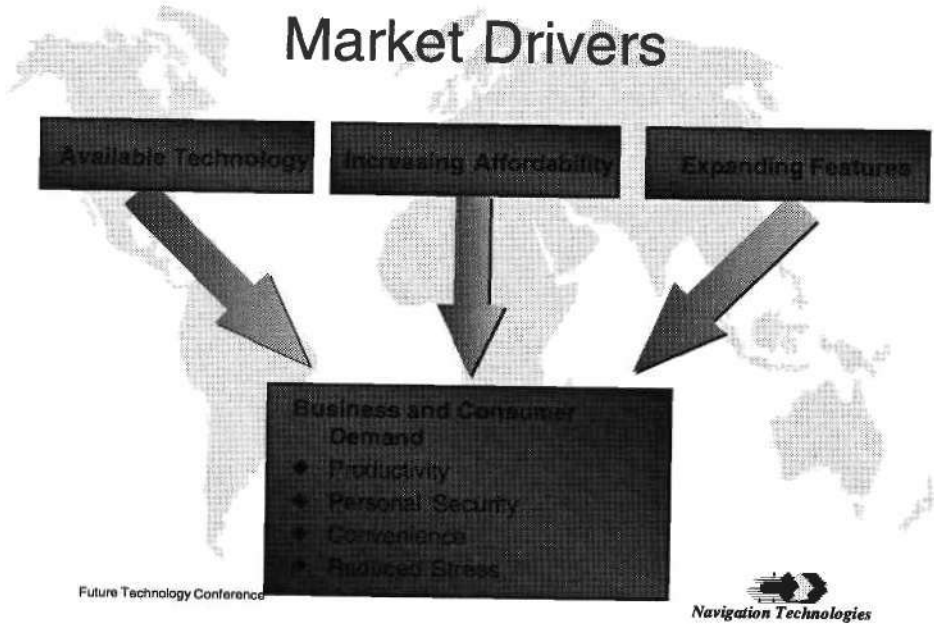 Market Drivers
Available Technology
Increasing Affordability
Expanding Features
Business and Consumer
Demand
◆ Productivity
◆ Personal Security
◆ Convenience
◆ Reduced Stress
Future Technology Conference
Navigation Technologies